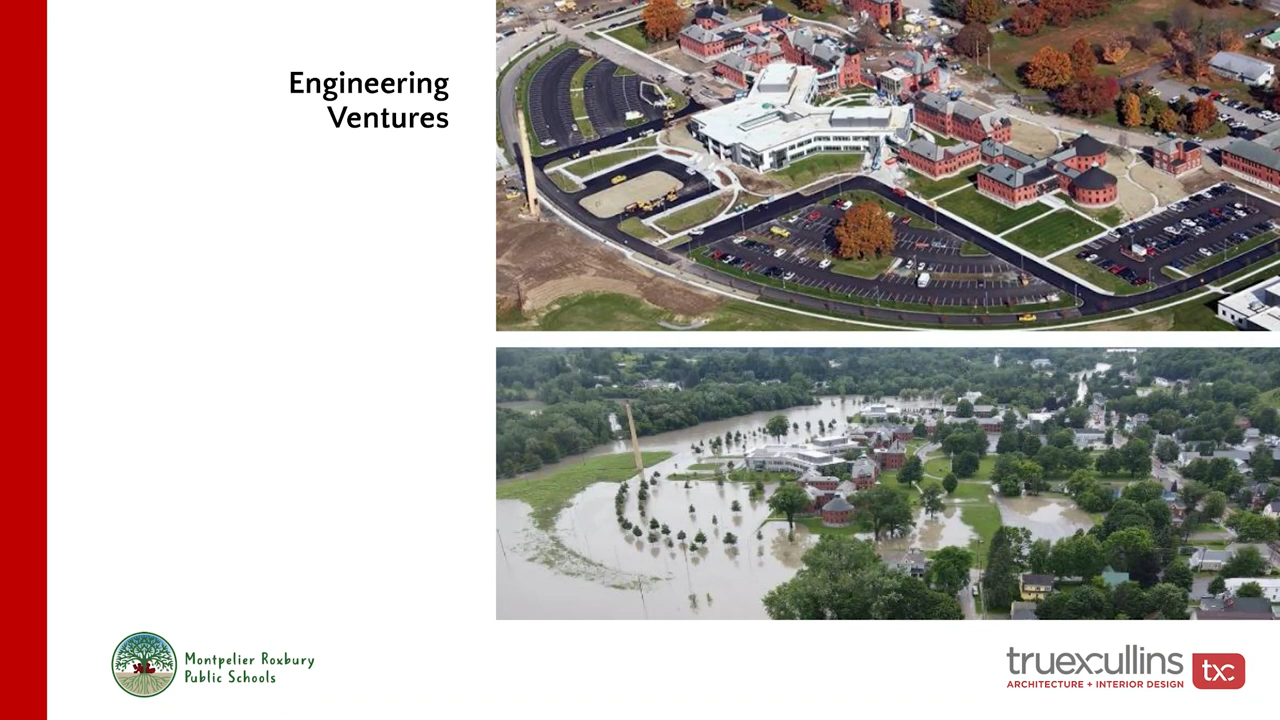 Engineering
Ventures
Montpelier Roxbury
Public Schools
truexcullins
ARCHITECTURE + INTERIOR DESIGN
txc